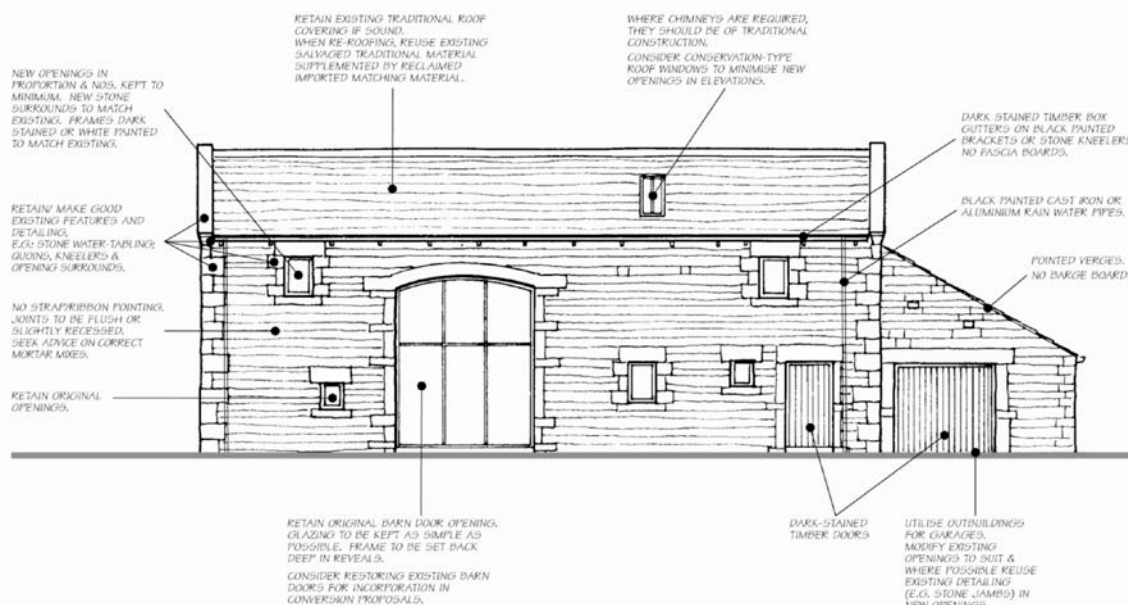 RETAIN EXISTING TRADITIONAL ROOF
COVERING IF SOUND.
WHEN RE-ROOFING, REUSE EXISTING
SALVAGED TRADITIONAL MATERIAL
SUPPLEMENTED BY RECLAIMED
IMPORTED MATCHING MATERIAL.
WHERE CHIMNEYS ARE REQUIRED,
THEY SHOULD BE OF TRADITIONAL
CONSTRUCTION.
CONSIDER CONSERVATION-TYPE
ROOF WINDOWS TO MINIMISE NEW
OPENINGS IN ELEVATIONS.
NEW OPENINGS IN
PROPORTION & NOS. KEPT TO
MINIMUM. NEW STONE
SURROUNDS TO MATCH
EXISTING. FRAMES DARK
STAINED OR WHITE PAINTED
TO MATCH EXISTING.
DARK STAINED TIMBER BOX
GUTTERS ON BLACK PAINTED
BRACKETS OR STONE KNEELERS
NO FASCIA BOARDS.
RETAIN/ MAKE GOOD
EXISTING FEATURES AND
DETAILING,
E.G.: STONE WATER-TABLING;
QUOINS, KNEELERS &
OPENING SURROUNDS.
BLACK PAINTED CAST IRON OR
ALUMINIUM RAIN WATER PIPES.
POINTED VERGES.
NO BARGE BOARDS
NO STRAP/RIBBON POINTING.
JOINTS TO BE FLUSH OR
SLIGHTLY RECESSED.
SEEK ADVICE ON CORRECT
MORTAR MIXES.
RETAIN ORIGINAL
OPENINGS.
RETAIN ORIGINAL BARN DOOR OPENING.
GLAZING TO BE KEPT AS SIMPLE AS
POSSIBLE. FRAME TO BE SET BACK
DEEP IN REVEALS.
CONSIDER RESTORING EXISTING BARN
DOORS FOR INCORPORATION IN
CONVERSION PROPOSALS.
DARK-STAINED
TIMBER DOORS
UTILISE OUTBUILDINGS
FOR GARAGES.
MODIFY EXISTING
OPENINGS TO SUIT &
WHERE POSSIBLE REUSE
EXISTING DETAILING
(E.G. STONE JAMBS) IN
NEW OPENINGS